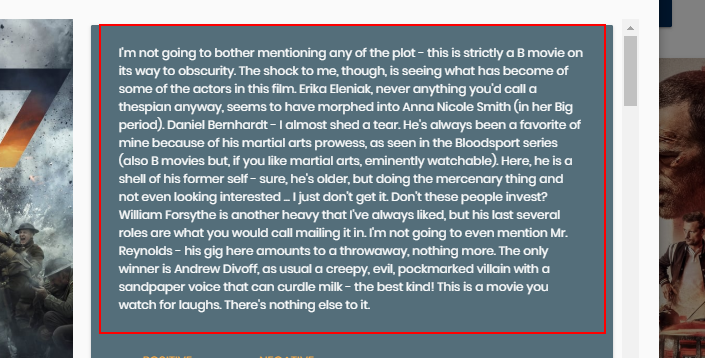 I'm not going to bother mentioning any of the plot - this is strictly a B movie on
its way to obscurity. The shock to me, though, is seeing what has become of
some of the actors in this film. Erika Eleniak, never anything you'd call a
thespian anyway, seems to have morphed into Anna Nicole Smith (in her Big
period). Daniel Bernhardt - I almost shed a tear. He's always been a favorite of
mine because of his martial arts prowess, as seen in the Bloodsport series
(also B movies but, if you like martial arts, eminently watchable). Here, he is a
shell of his former self - sure, he's older, but doing the mercenary thing and
not even looking interested ... I just don't get it. Don't these people invest?
William Forsythe is another heavy that I've always liked, but his last several
roles are what you would call mailing it in. I'm not going to even mention Mr.
Reynolds - his gig here amounts to a throwaway, nothing more. The only
winner is Andrew Divoff, as usual a creepy, evil, pockmarked villain with a
sandpaper voice that can curdle milk - the best kind! This is a movie you
watch for laughs. There's nothing else to it.
POSITIVE NEGATIVE
7